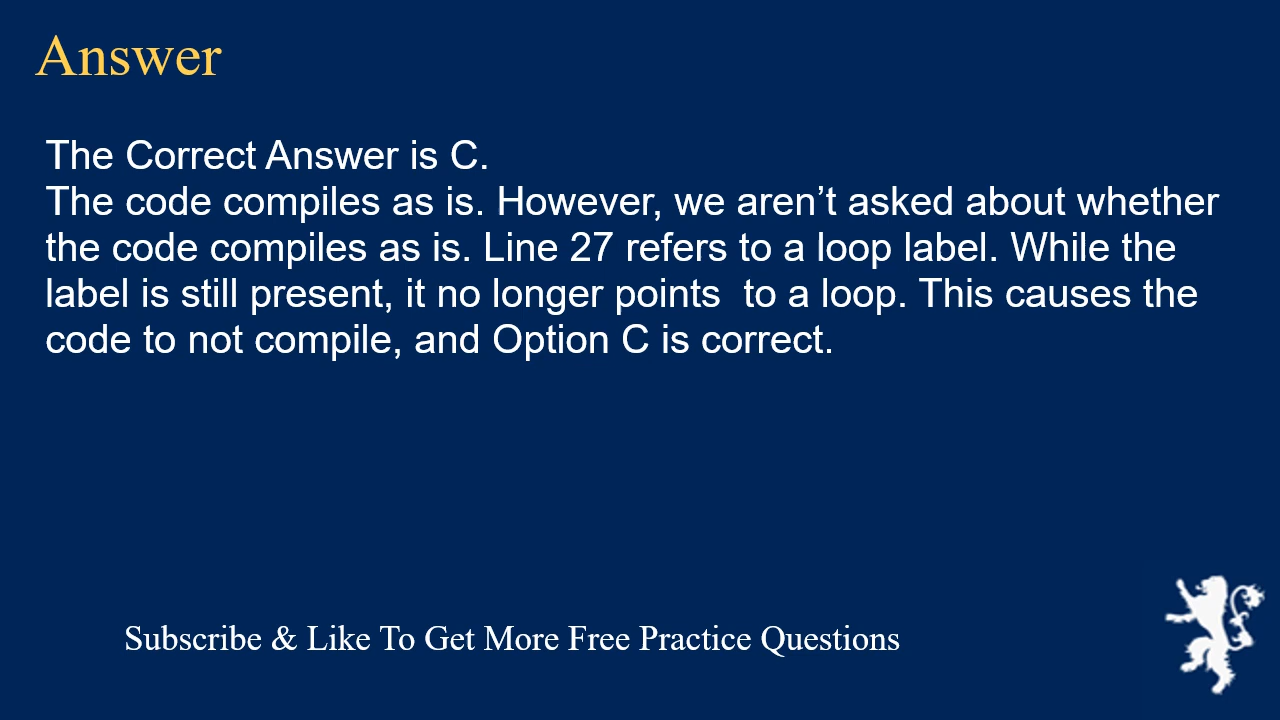 Answer
The Correct Answer is C.
The code compiles as is. However, we aren’t asked about whether
the code compiles as is. Line 27 refers to a loop label. While the
label is still present, it no longer points  to a loop. This causes the
code to not compile, and Option C is correct.
Subscribe & Like To Get More Free Practice Questions